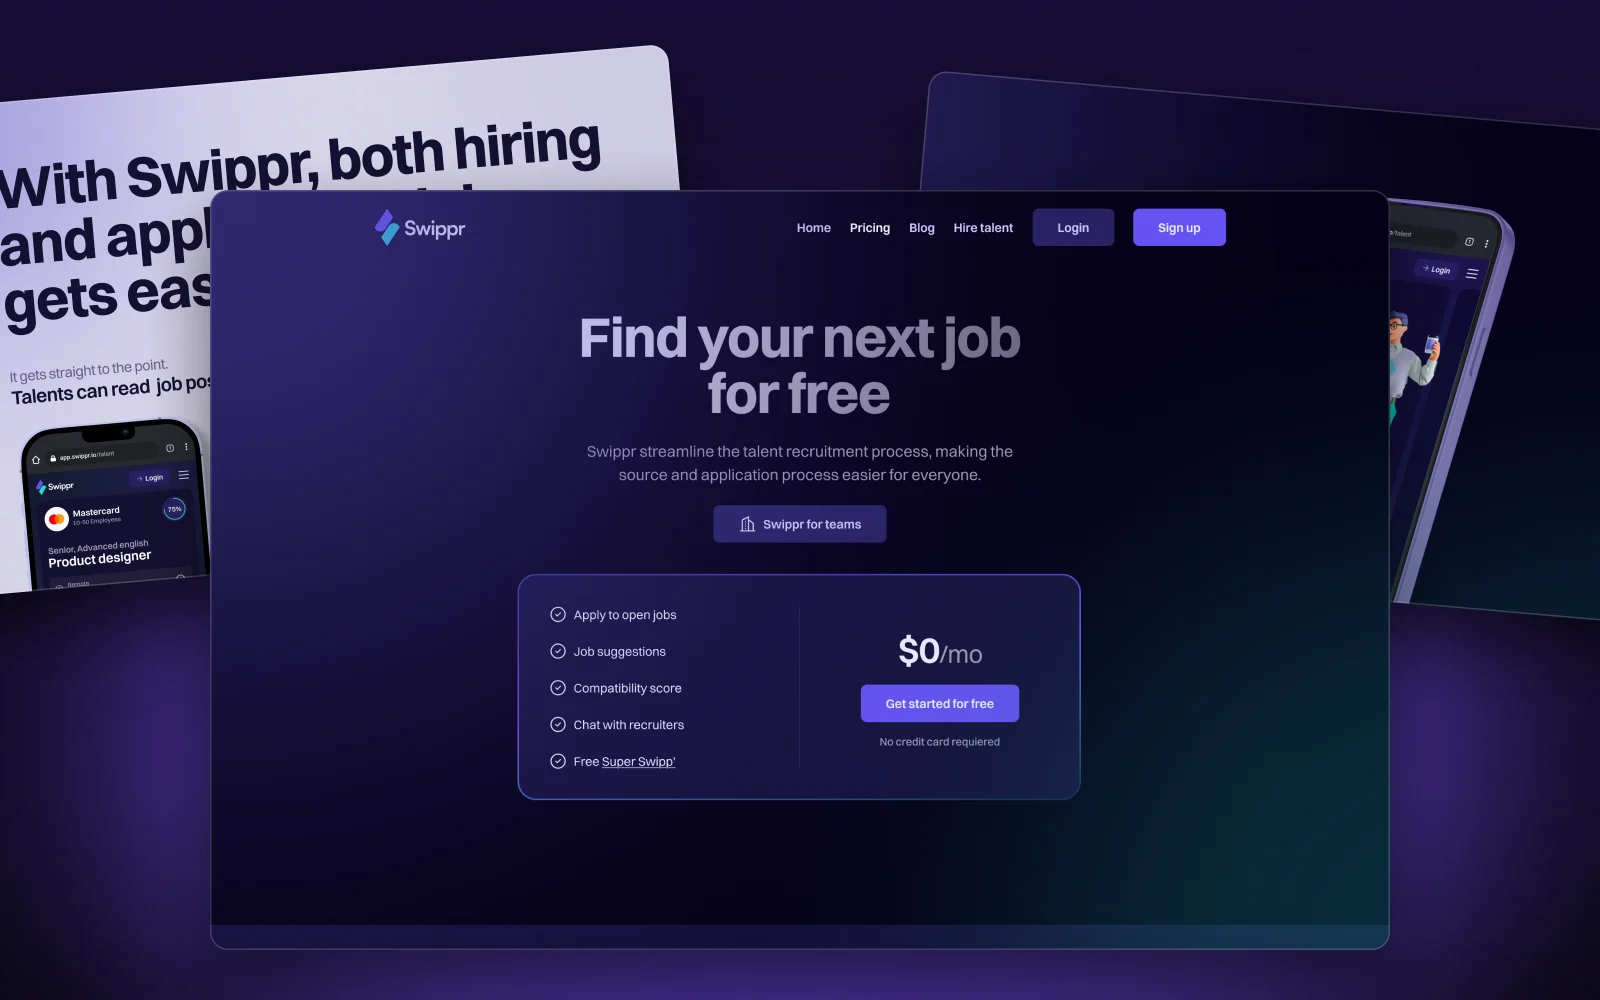 With Swippr, both hiring
and appl
gets eas
It gets straight to the point.
Talents can read job pos
app.swippr.io/talent
Swippr
Login
Mastercard
10-50 Employees
75%
Senior, Advanced english
Product designer
Remote
Swippr
Home
Pricing
Blog
Hire talent
Login
Sign up
Find your next job
for free
Swippr streamline the talent recruitment process, making the
source and application process easier for everyone.
Swippr for teams
Apply to open jobs
Job suggestions
Compatibility score
Chat with recruiters
Free Super Swipp'
$0/mo
Get started for free
No credit card requiered
/talent
Login